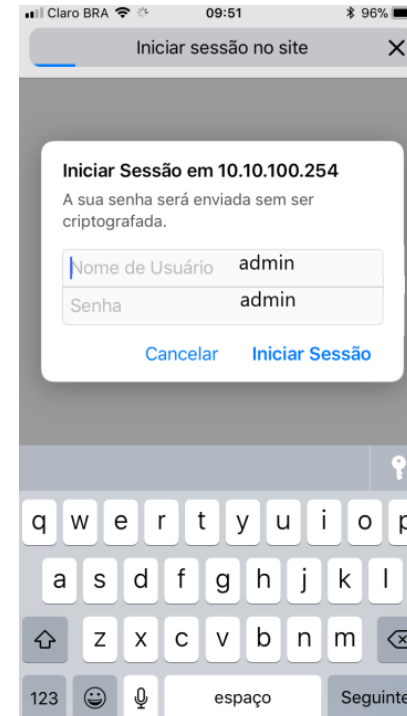 Claro BRA 09:51 96%
Iniciar sessão no site
Iniciar Sessão em 10.10.100.254
A sua senha será enviada sem ser
criptografada.
Nome de Usuário admin
Senha admin
Cancelar Iniciar Sessão
q w e r t y u i o p
a s d f g h j k l
z x c v b n m
123 espaço Seguinte